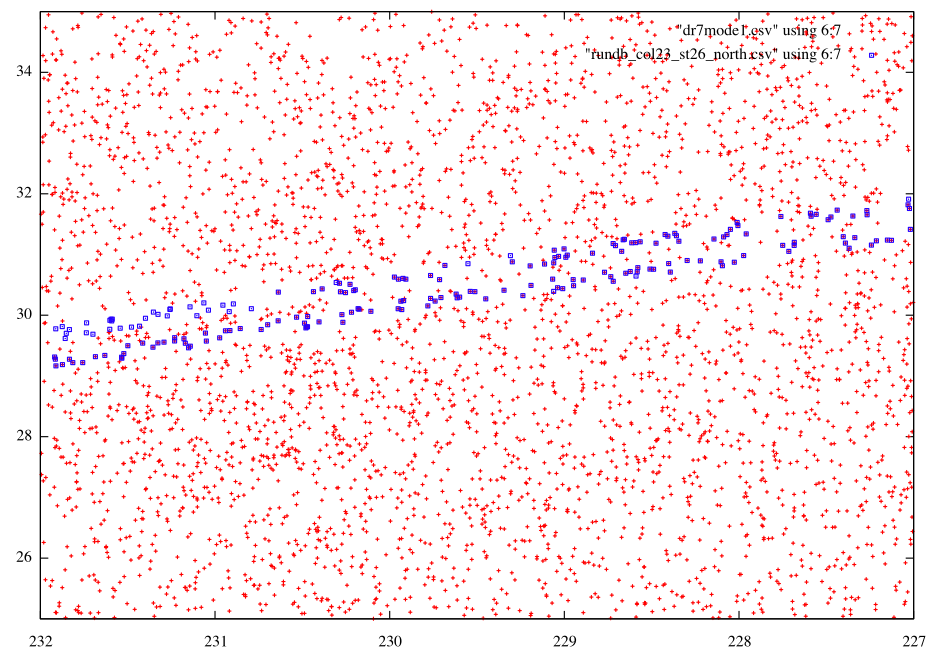 "dr7mode1.csv" using 6:7
"rundb_col23_st26_north.csv" using 6:7
34
32
30
28
26
232 231 230 229 228 227